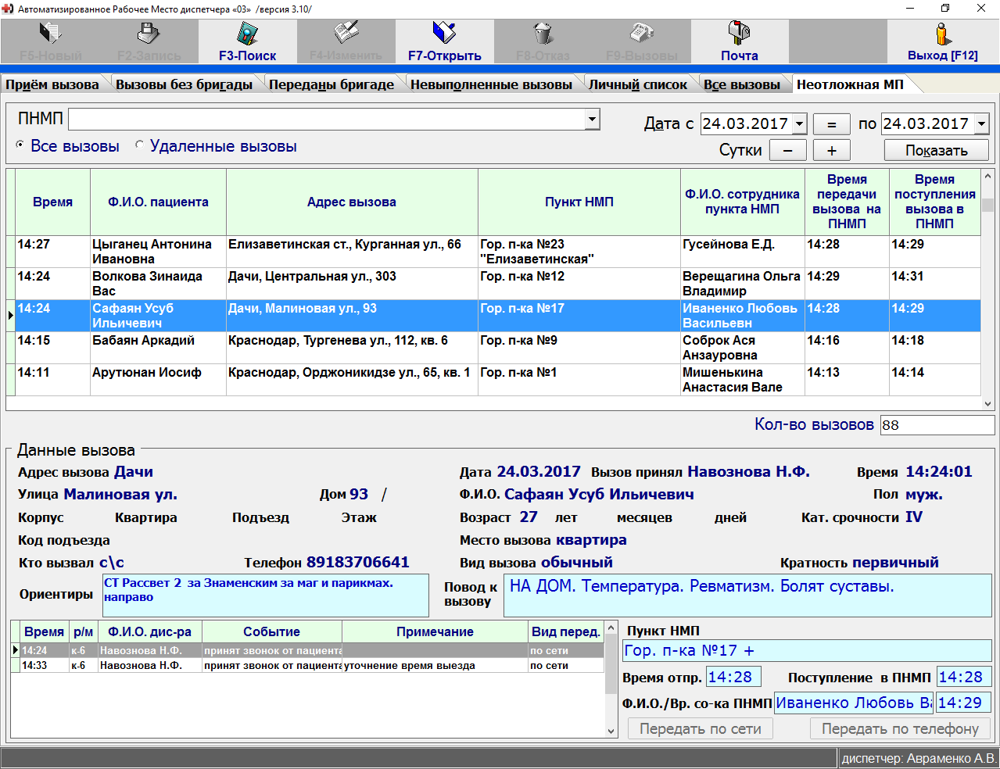 Автоматизированное Рабочее Место диспетчера «03» /версия 3.10/
F5-Новый F2-Запись F3-Поиск F4-Изменить F7-Открыть F8-Отказ F9-Вызовы Почта Выход [F12]
Приём вызова Вызовы без бригады Переданы бригаде Невыполненные вызовы Личный список Все вызовы Неотложная МП
ПНМП Дата с 24.03.2017 = по 24.03.2017
Все вызовы Удаленные вызовы Сутки − + Показать
Время Ф.И.О. пациента Адрес вызова Пункт НМП Ф.И.О. сотрудника пункта НМП Время передачи вызова на ПНМП Время поступления вызова в ПНМП
14:27 Цыганец Антонина Ивановна Елизаветинская ст., Курганная ул., 66 Гор. п-ка №23 "Елизаветинская" Гусейнова Е.Д. 14:28 14:29
14:24 Волкова Зинаида Вас Дачи, Центральная ул., 303 Гор. п-ка №12 Верещагина Ольга Владимир 14:29 14:31
14:24 Сафаян Усуб Ильичевич Дачи, Малиновая ул., 93 Гор. п-ка №17 Иваненко Любовь Васильевн 14:28 14:29
14:15 Бабаян Аркадий Краснодар, Тургенева ул., 112, кв. 6 Гор. п-ка №9 Соброк Ася Анзауровна 14:16 14:18
14:11 Арутюнан Иосиф Краснодар, Орджоникидзе ул., 65, кв. 1 Гор. п-ка №1 Мишенькина Анастасия Вале 14:13 14:14
Кол-во вызовов 88
Данные вызова
Адрес вызова Дачи Дата 24.03.2017 Вызов принял Навознова Н.Ф. Время 14:24:01
Улица Малиновая ул. Дом 93 / Ф.И.О. Сафаян Усуб Ильичевич Пол муж.
Корпус Квартира Подъезд Этаж Возраст 27 лет месяцев дней Кат. срочности IV
Код подъезда Место вызова квартира
Кто вызвал с\с Телефон 89183706641 Вид вызова обычный Кратность первичный
Ориентиры СТ Рассвет 2 за Знаменским за маг и парикмах. направо Повод к вызову НА ДОМ. Температура. Ревматизм. Болят суставы.
Время р/м Ф.И.О. дис-ра Событие Примечание Вид перед.
14:24 к-6 Навознова Н.Ф. принят звонок от пациента по сети
14:33 к-6 Навознова Н.Ф. принят звонок от пациента уточнение время выезда по сети
Пункт НМП
Гор. п-ка №17 +
Время отпр. 14:28 Поступление в ПНМП 14:28
Ф.И.О./Вр. со-ка ПНМП Иваненко Любовь Ва 14:29
Передать по сети Передать по телефону
диспетчер: Авраменко А.В.